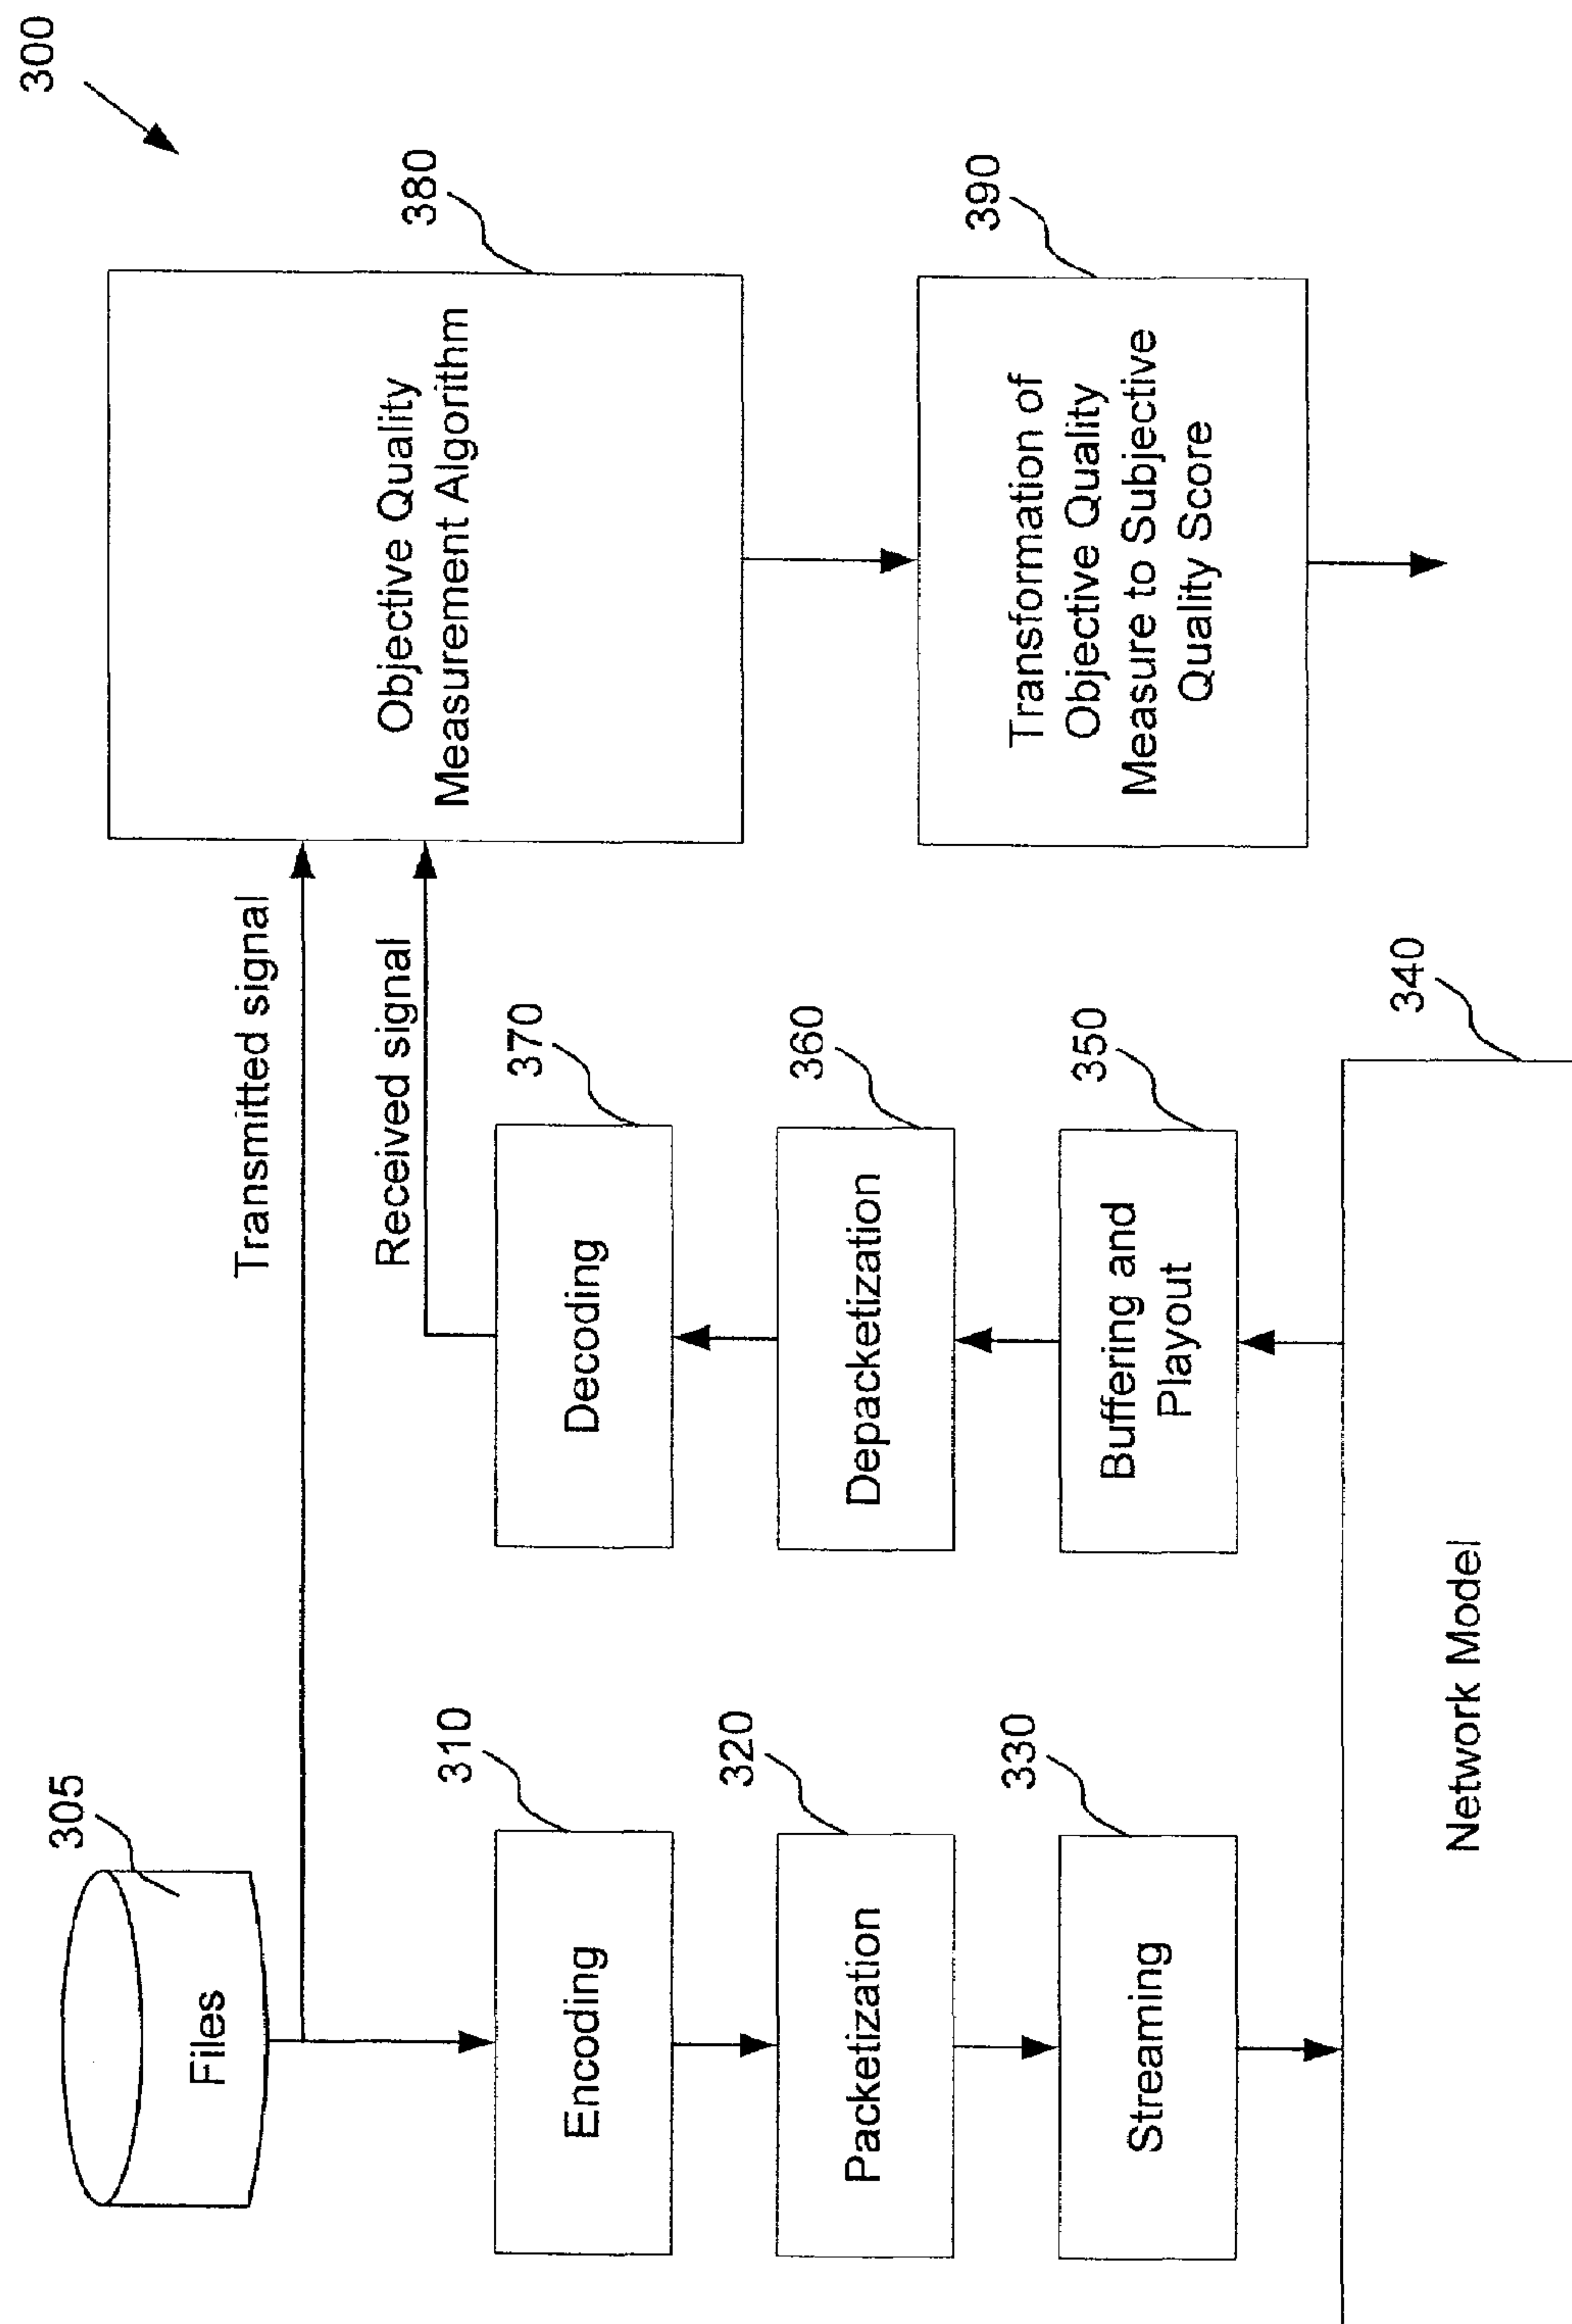 300
305
Files
Transmitted signal
Received signal
380
Objective Quality
Measurement Algorithm
310
Encoding
370
Decoding
320
Packetization
360
Depacketization
390
Transformation of
Objective Quality
Measure to Subjective
Quality Score
330
Streaming
350
Buffering and
Playout
340
Network Model